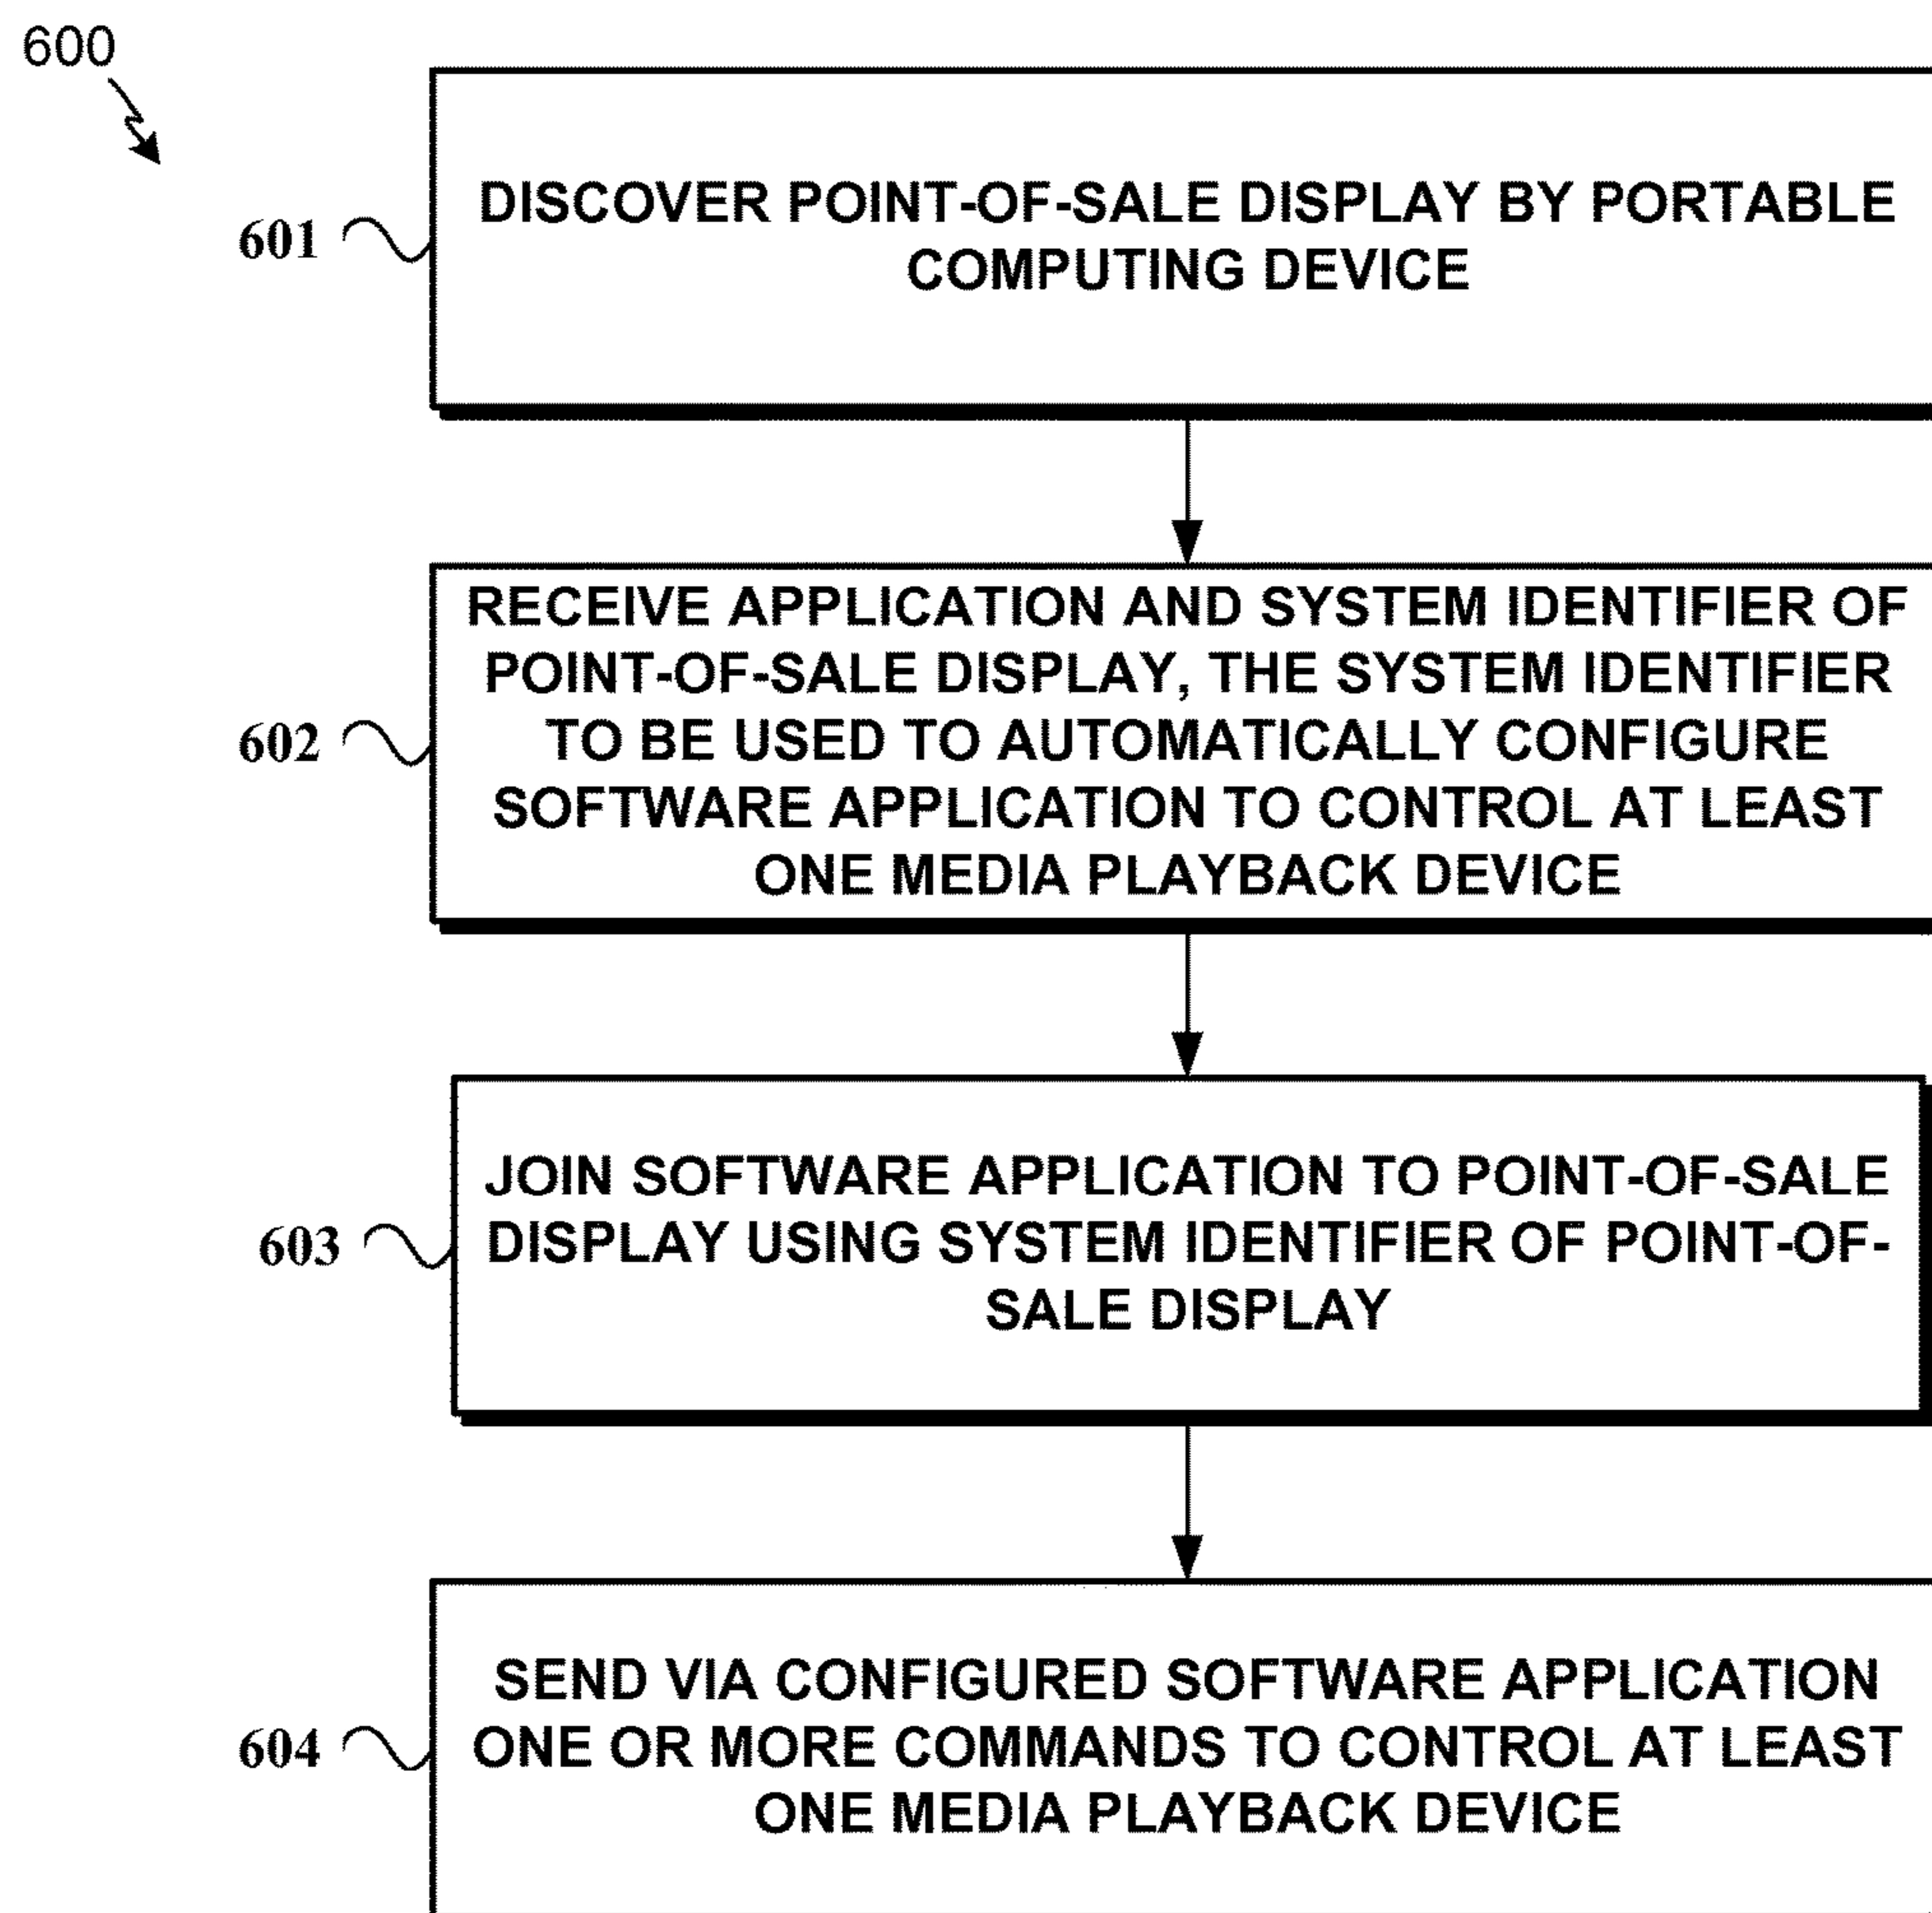 600
601
DISCOVER POINT-OF-SALE DISPLAY BY PORTABLE
COMPUTING DEVICE
602
RECEIVE APPLICATION AND SYSTEM IDENTIFIER OF
POINT-OF-SALE DISPLAY, THE SYSTEM IDENTIFIER
TO BE USED TO AUTOMATICALLY CONFIGURE
SOFTWARE APPLICATION TO CONTROL AT LEAST
ONE MEDIA PLAYBACK DEVICE
603
JOIN SOFTWARE APPLICATION TO POINT-OF-SALE
DISPLAY USING SYSTEM IDENTIFIER OF POINT-OF-
SALE DISPLAY
604
SEND VIA CONFIGURED SOFTWARE APPLICATION
ONE OR MORE COMMANDS TO CONTROL AT LEAST
ONE MEDIA PLAYBACK DEVICE